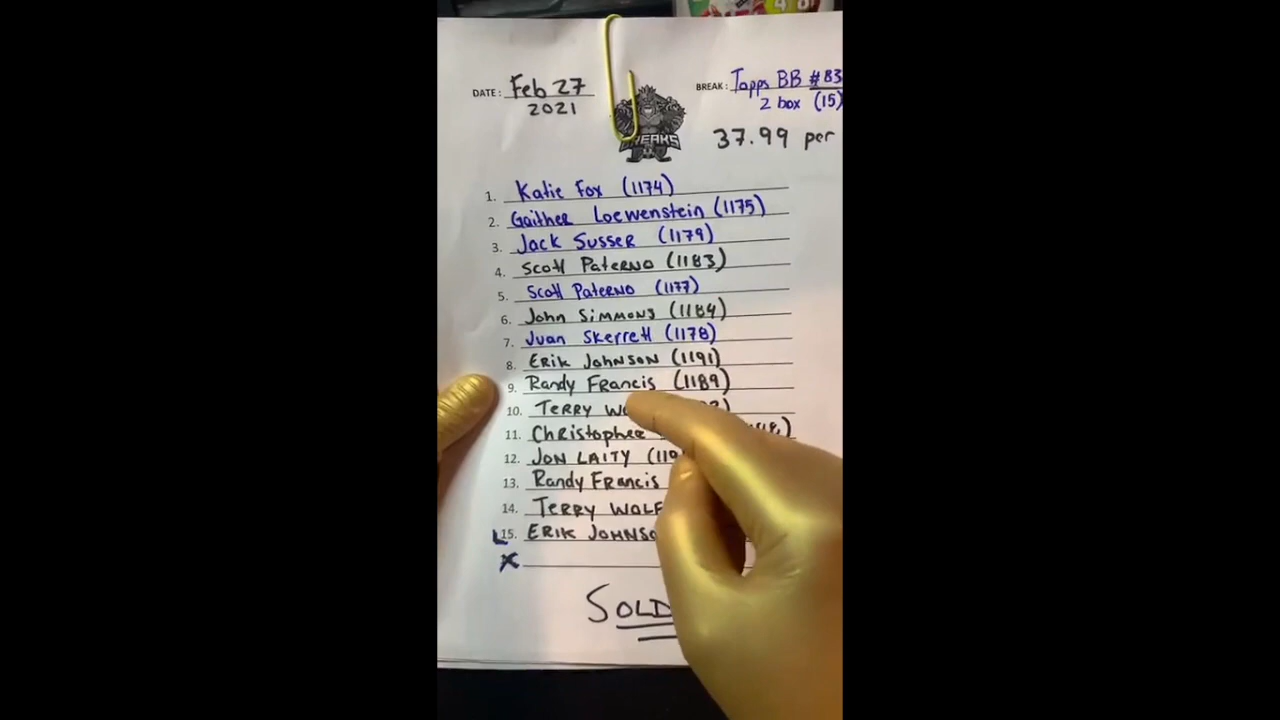 DATE: Feb 27
2021
BREAKS
BREAK: Topps BB #83
2 box (15)
37.99 per
1. Katie Fox (1174)
2. Gaither Loewenstein (1175)
3. Jack Susser (1179)
4. Scott Paterno (1183)
5. Scott Paterno (1177)
6. John Simmons (1184)
7. Juan Skerrett (1178)
8. Erik Johnson (1191)
9. Randy Francis (1189)
10. Terry
11. Christopher
12. Jon Laity
13. Randy Francis
14. Terry Wolf
15. Erik
X
SOLD